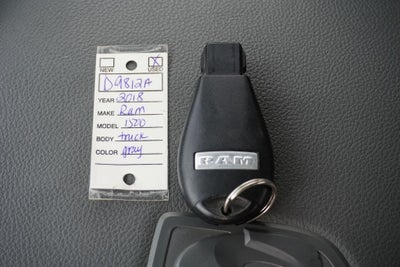 NEW X USED
D9812A
YEAR 2018
MAKE Ram
MODEL 1500
BODY truck
COLOR gray
RAM